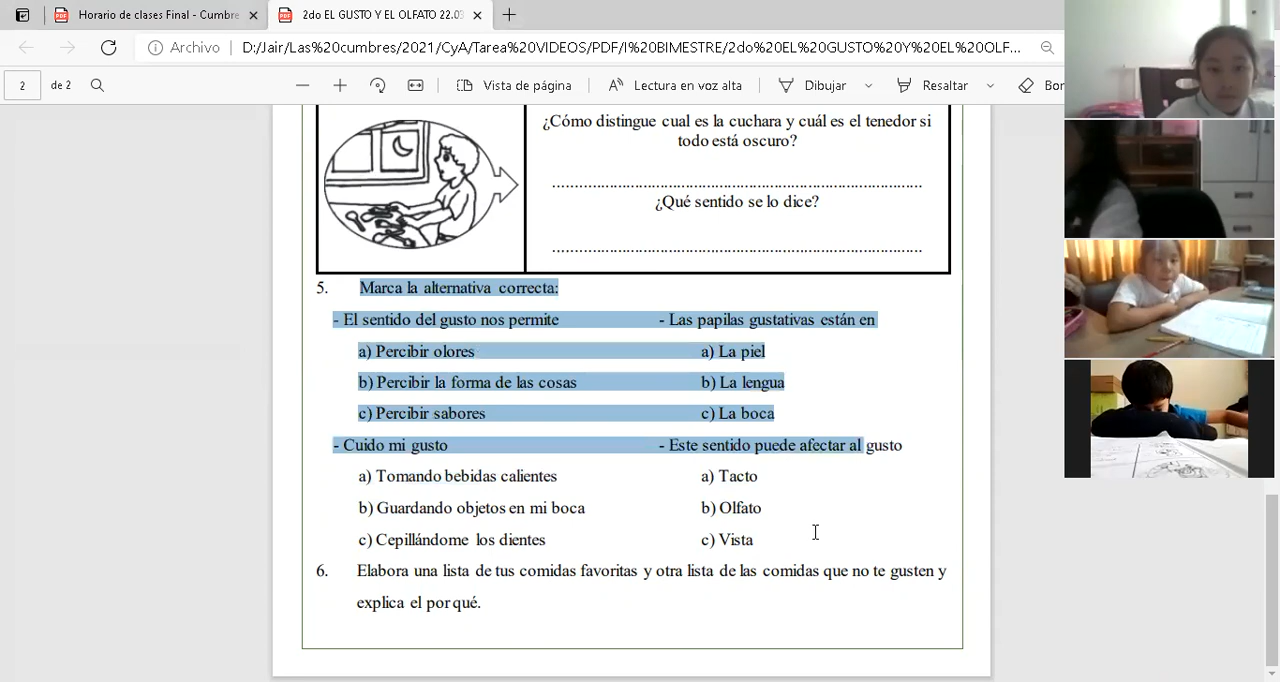 Horario de clases Final - Cumbre
2do EL GUSTO Y EL OLFATO 22.03
Archivo
D:/Jair/Las%20cumbres/2021/CyA/Tarea%20VIDEOS/PDF/I%20BIMESTRE/2do%20EL%20GUSTO%20Y%20EL%20OLF...
2
de 2
Vista de página
Lectura en voz alta
Dibujar
Resaltar
Bor
¿Cómo distingue cual es la cuchara y cuál es el tenedor si
todo está oscuro?
¿Qué sentido se lo dice?
5. Marca la alternativa correcta:
- El sentido del gusto nos permite
- Las papilas gustativas están en
a) Percibir olores
a) La piel
b) Percibir la forma de las cosas
b) La lengua
c) Percibir sabores
c) La boca
- Cuido mi gusto
- Este sentido puede afectar al gusto
a) Tomando bebidas calientes
a) Tacto
b) Guardando objetos en mi boca
b) Olfato
c) Cepillándome los dientes
c) Vista
6. Elabora una lista de tus comidas favoritas y otra lista de las comidas que no te gusten y
explica el por qué.